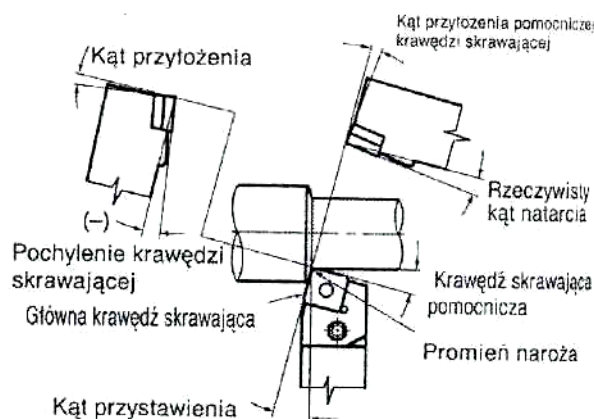 Kąt przyłożenia pomocniczej
krawędzi skrawającej
Kąt przyłożenia
Rzeczywisty
kąt natarcia
(–)
Pochylenie krawędzi
skrawającej
Krawędź skrawająca
pomocnicza
Główna krawędź skrawająca
Promień naroża
Kąt przystawienia